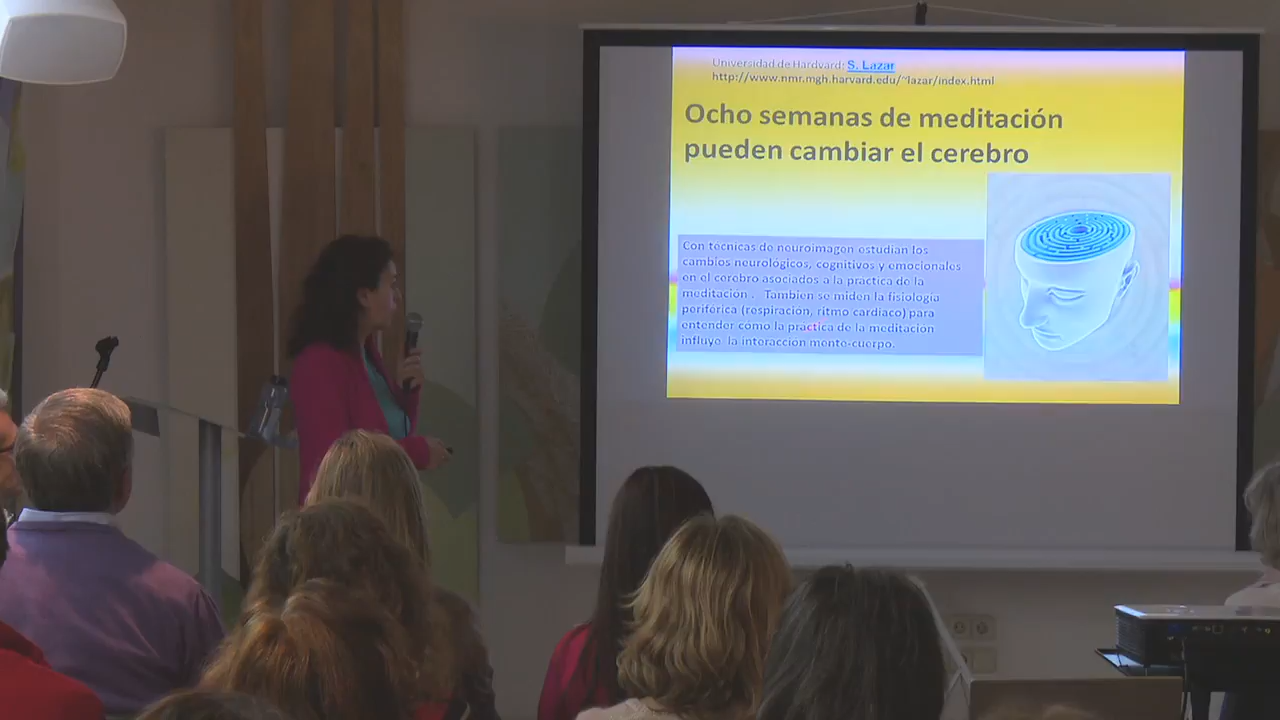 Universidad de Hardvard: S. Lazar
http://www.nmr.mgh.harvard.edu/~lazar/index.html
Ocho semanas de meditación
pueden cambiar el cerebro
Con tecnicas de neuroimagen estudian los
cambios neurológicos, cognitivos y emocionales
en el cerebro asociados a la practica de la
meditación . Tambien se miden la fisiologia
periférica (respiracion, ritmo cardiaco) para
entender como la practica de la meditacion
influye la interaccion mente-cuerpo.